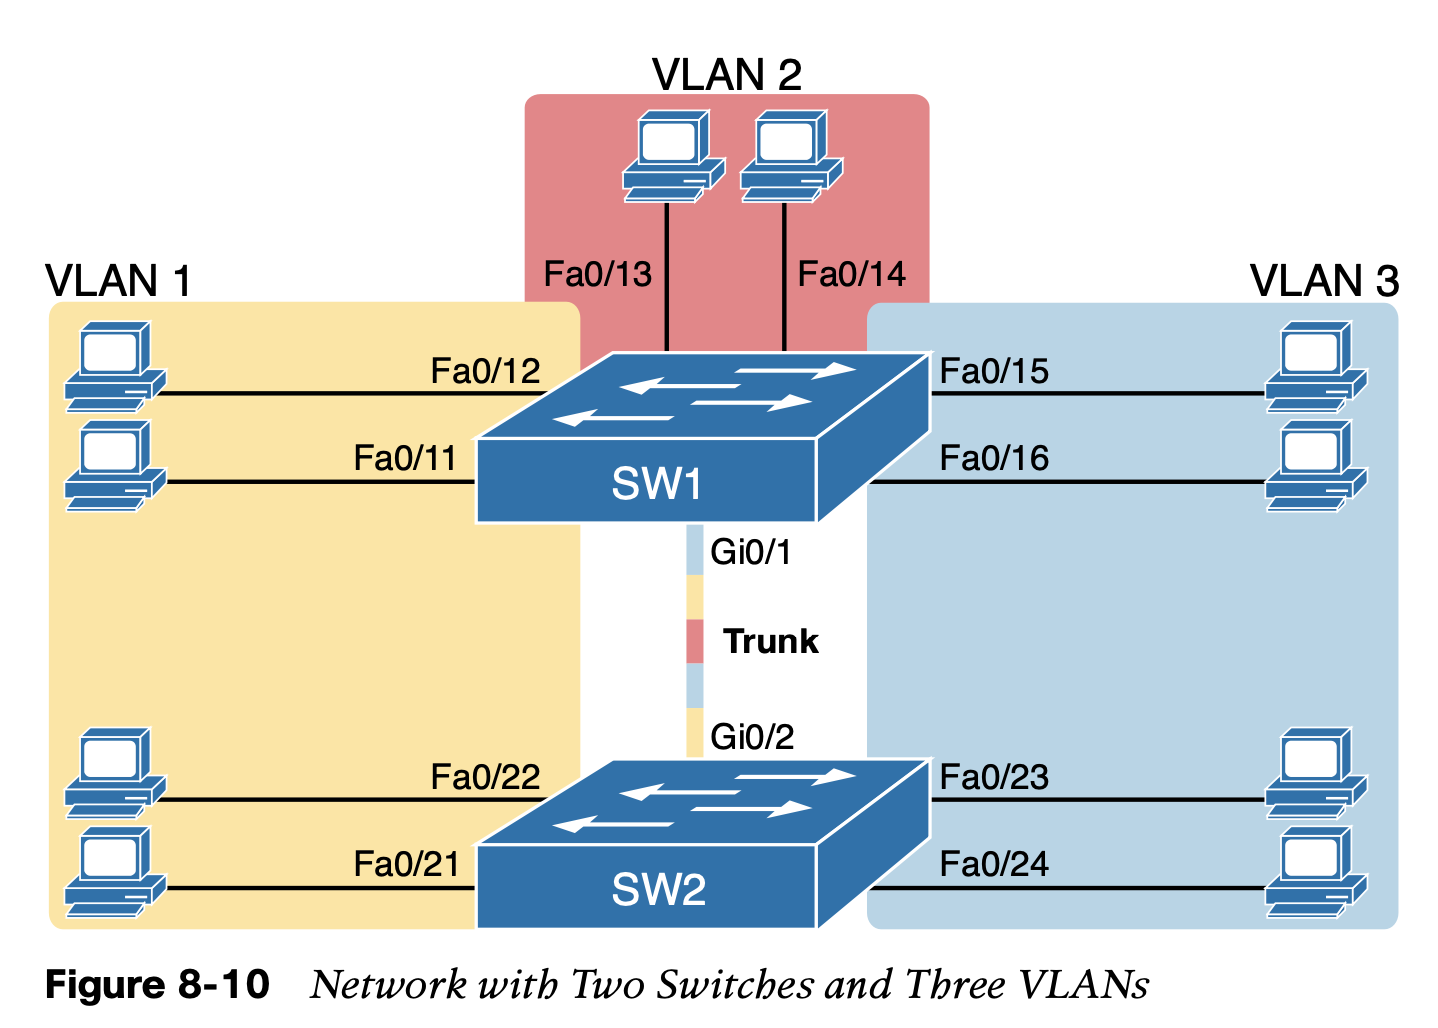 VLAN 2
Fa0/13
Fa0/14
VLAN 1
VLAN 3
Fa0/12
Fa0/15
Fa0/11
Fa0/16
SW1
Gi0/1
Trunk
Gi0/2
Fa0/22
Fa0/23
Fa0/21
Fa0/24
SW2
Figure 8-10 Network with Two Switches and Three VLANs